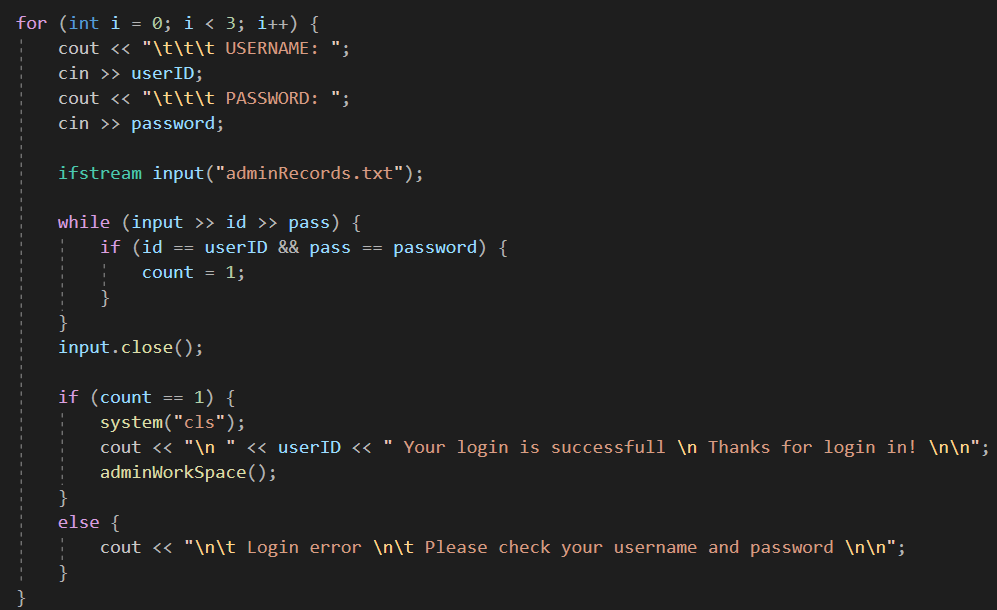 for (int i = 0; i < 3; i++) {
    cout << "\t\t\t USERNAME: ";
    cin >> userID;
    cout << "\t\t\t PASSWORD: ";
    cin >> password;

    ifstream input("adminRecords.txt");

    while (input >> id >> pass) {
        if (id == userID && pass == password) {
            count = 1;
        }
    }
    input.close();

    if (count == 1) {
        system("cls");
        cout << "\n " << userID << " Your login is successfull \n Thanks for login in! \n\n";
        adminWorkSpace();
    }
    else {
        cout << "\n\t Login error \n\t Please check your username and password \n\n";
    }
}